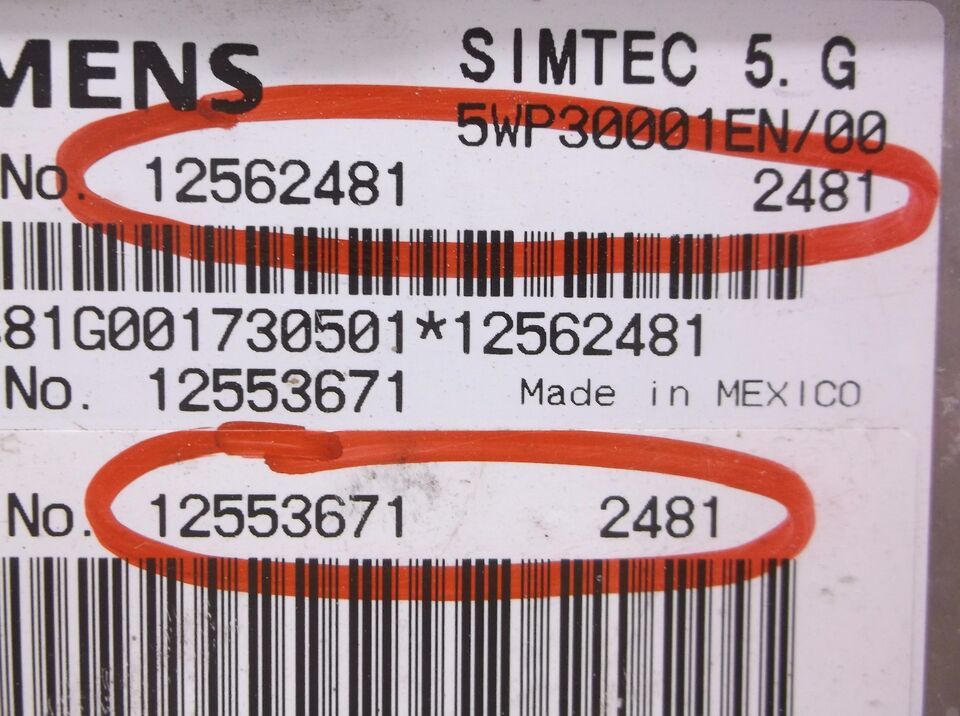 MENS
SIMTEC 5. G
5WP30001EN/00
No. 12562481 2481
81G001730501*12562481
No. 12553671 Made in MEXICO
No. 12553671 2481